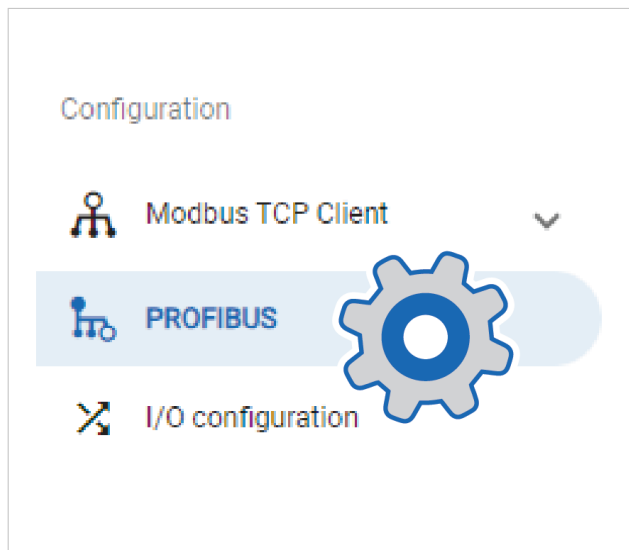 Configuration
Modbus TCP Client
PROFIBUS
I/O configuration